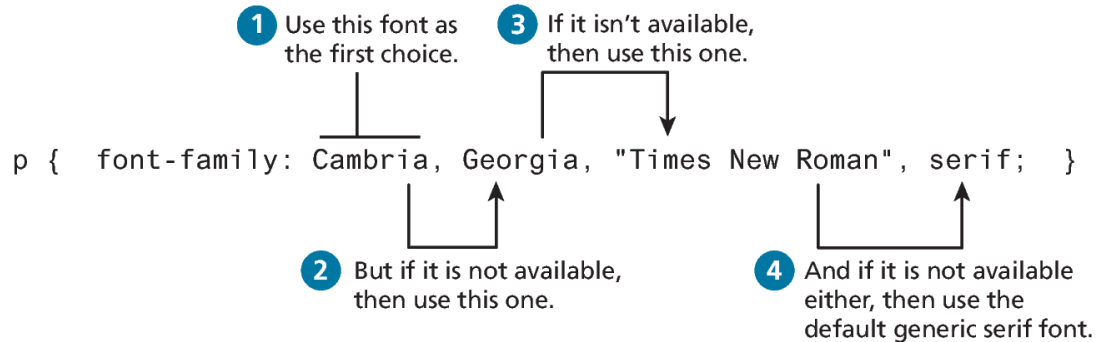 1 Use this font as
the first choice.
3 If it isn't available,
then use this one.
p { font-family: Cambria, Georgia, "Times New Roman", serif; }
2 But if it is not available,
then use this one.
4 And if it is not available
either, then use the
default generic serif font.